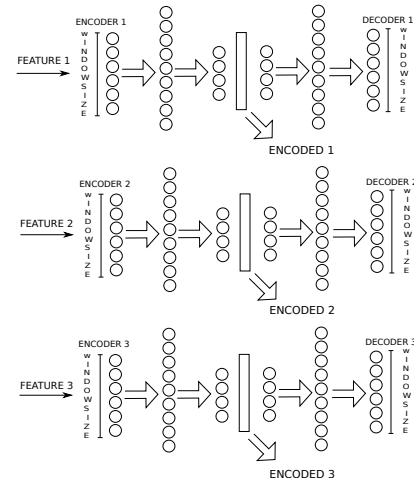 ENCODER 1
DECODER 1
WINDOWSIZE
WINDOWSIZE
FEATURE 1
ENCODED 1
ENCODER 2
DECODER 2
WINDOWSIZE
WINDOWSIZE
FEATURE 2
ENCODED 2
ENCODER 3
DECODER 3
WINDOWSIZE
WINDOWSIZE
FEATURE 3
ENCODED 3